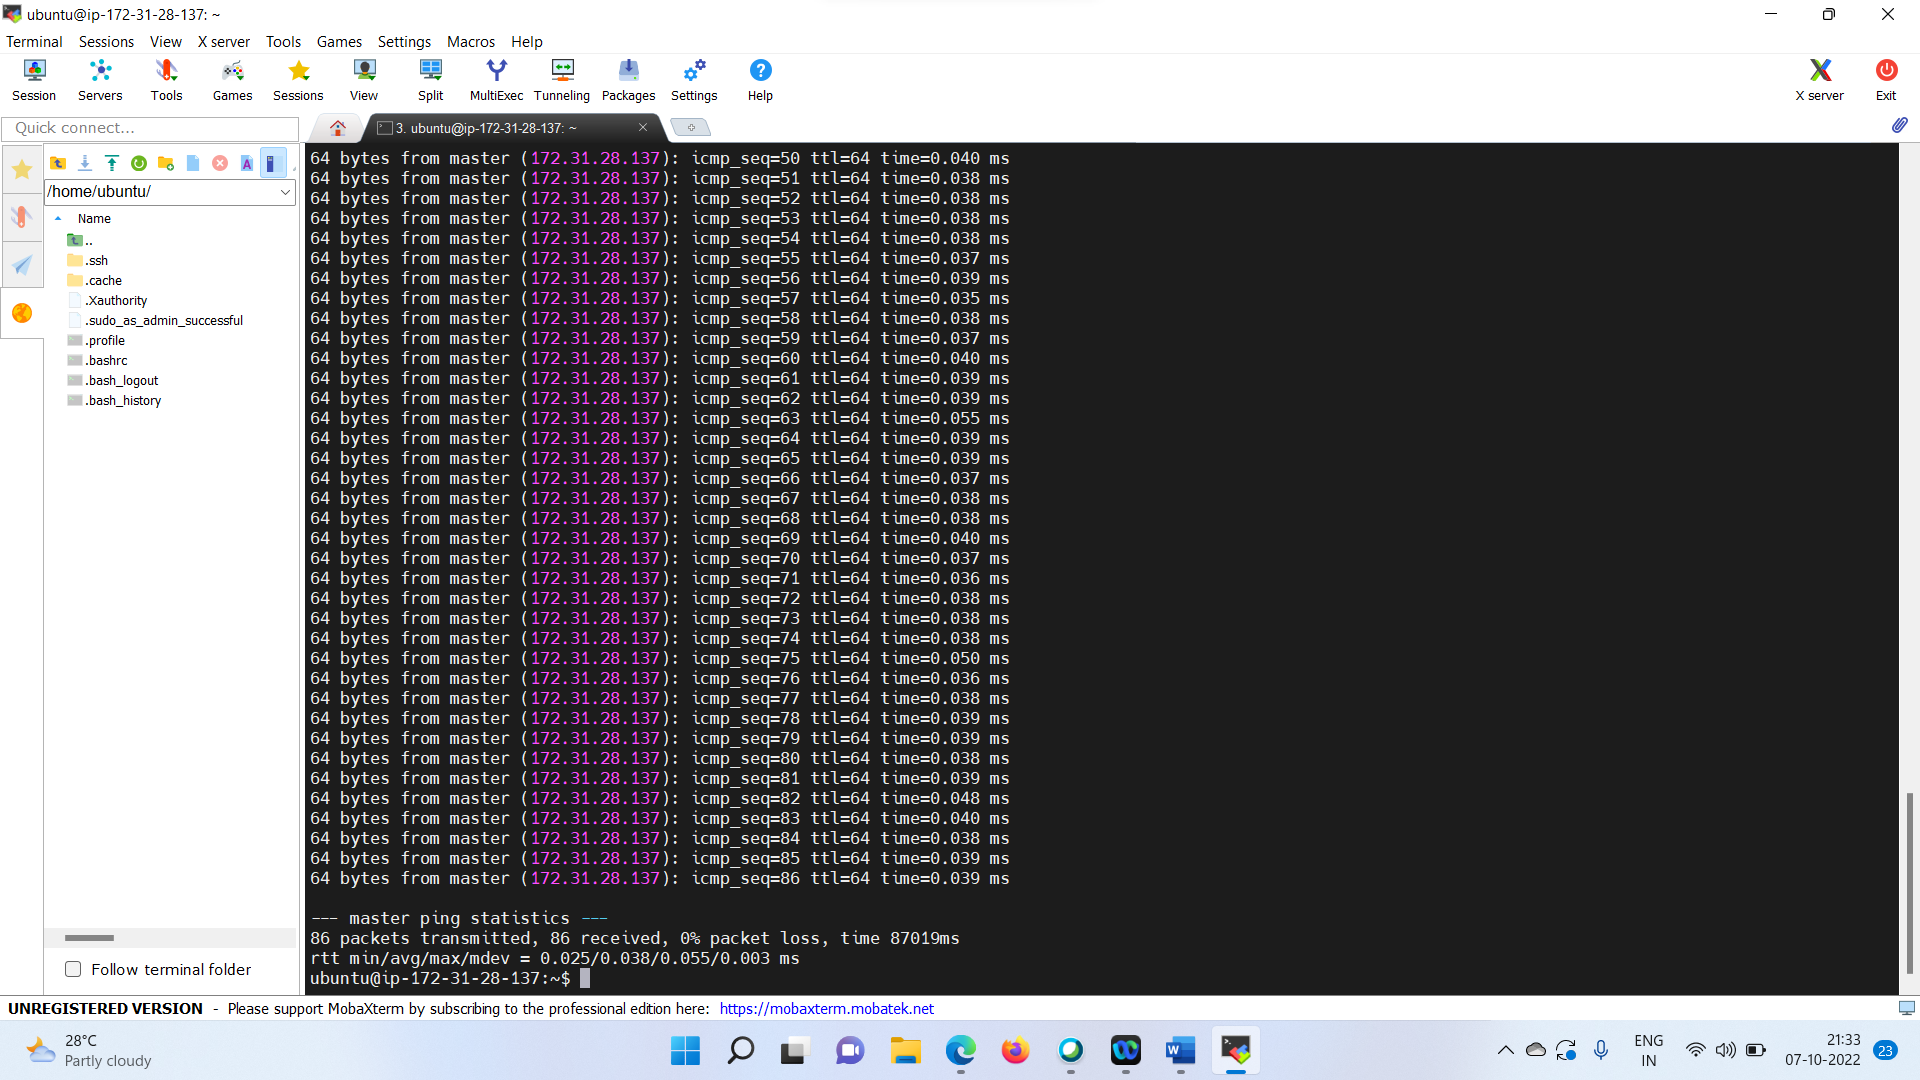 ubuntu@ip-172-31-28-137: ~
Terminal Sessions View X server Tools Games Settings Macros Help
Session Servers Tools Games Sessions View Split MultiExec Tunneling Packages Settings Help X server Exit
Quick connect...
3. ubuntu@ip-172-31-28-137: ~
/home/ubuntu/
Name
..
.ssh
.cache
.Xauthority
.sudo_as_admin_successful
.profile
.bashrc
.bash_logout
.bash_history
Follow terminal folder
64 bytes from master (172.31.28.137): icmp_seq=50 ttl=64 time=0.040 ms
64 bytes from master (172.31.28.137): icmp_seq=51 ttl=64 time=0.038 ms
64 bytes from master (172.31.28.137): icmp_seq=52 ttl=64 time=0.038 ms
64 bytes from master (172.31.28.137): icmp_seq=53 ttl=64 time=0.038 ms
64 bytes from master (172.31.28.137): icmp_seq=54 ttl=64 time=0.038 ms
64 bytes from master (172.31.28.137): icmp_seq=55 ttl=64 time=0.037 ms
64 bytes from master (172.31.28.137): icmp_seq=56 ttl=64 time=0.039 ms
64 bytes from master (172.31.28.137): icmp_seq=57 ttl=64 time=0.035 ms
64 bytes from master (172.31.28.137): icmp_seq=58 ttl=64 time=0.038 ms
64 bytes from master (172.31.28.137): icmp_seq=59 ttl=64 time=0.037 ms
64 bytes from master (172.31.28.137): icmp_seq=60 ttl=64 time=0.040 ms
64 bytes from master (172.31.28.137): icmp_seq=61 ttl=64 time=0.039 ms
64 bytes from master (172.31.28.137): icmp_seq=62 ttl=64 time=0.039 ms
64 bytes from master (172.31.28.137): icmp_seq=63 ttl=64 time=0.055 ms
64 bytes from master (172.31.28.137): icmp_seq=64 ttl=64 time=0.039 ms
64 bytes from master (172.31.28.137): icmp_seq=65 ttl=64 time=0.039 ms
64 bytes from master (172.31.28.137): icmp_seq=66 ttl=64 time=0.037 ms
64 bytes from master (172.31.28.137): icmp_seq=67 ttl=64 time=0.038 ms
64 bytes from master (172.31.28.137): icmp_seq=68 ttl=64 time=0.038 ms
64 bytes from master (172.31.28.137): icmp_seq=69 ttl=64 time=0.040 ms
64 bytes from master (172.31.28.137): icmp_seq=70 ttl=64 time=0.037 ms
64 bytes from master (172.31.28.137): icmp_seq=71 ttl=64 time=0.036 ms
64 bytes from master (172.31.28.137): icmp_seq=72 ttl=64 time=0.038 ms
64 bytes from master (172.31.28.137): icmp_seq=73 ttl=64 time=0.038 ms
64 bytes from master (172.31.28.137): icmp_seq=74 ttl=64 time=0.038 ms
64 bytes from master (172.31.28.137): icmp_seq=75 ttl=64 time=0.050 ms
64 bytes from master (172.31.28.137): icmp_seq=76 ttl=64 time=0.036 ms
64 bytes from master (172.31.28.137): icmp_seq=77 ttl=64 time=0.038 ms
64 bytes from master (172.31.28.137): icmp_seq=78 ttl=64 time=0.039 ms
64 bytes from master (172.31.28.137): icmp_seq=79 ttl=64 time=0.039 ms
64 bytes from master (172.31.28.137): icmp_seq=80 ttl=64 time=0.038 ms
64 bytes from master (172.31.28.137): icmp_seq=81 ttl=64 time=0.039 ms
64 bytes from master (172.31.28.137): icmp_seq=82 ttl=64 time=0.048 ms
64 bytes from master (172.31.28.137): icmp_seq=83 ttl=64 time=0.040 ms
64 bytes from master (172.31.28.137): icmp_seq=84 ttl=64 time=0.038 ms
64 bytes from master (172.31.28.137): icmp_seq=85 ttl=64 time=0.039 ms
64 bytes from master (172.31.28.137): icmp_seq=86 ttl=64 time=0.039 ms
--- master ping statistics ---
86 packets transmitted, 86 received, 0% packet loss, time 87019ms
rtt min/avg/max/mdev = 0.025/0.038/0.055/0.003 ms
ubuntu@ip-172-31-28-137:~$
UNREGISTERED VERSION - Please support MobaXterm by subscribing to the professional edition here: https://mobaxterm.mobatek.net
28°C
Partly cloudy
ENG
IN
21:33
07-10-2022
23